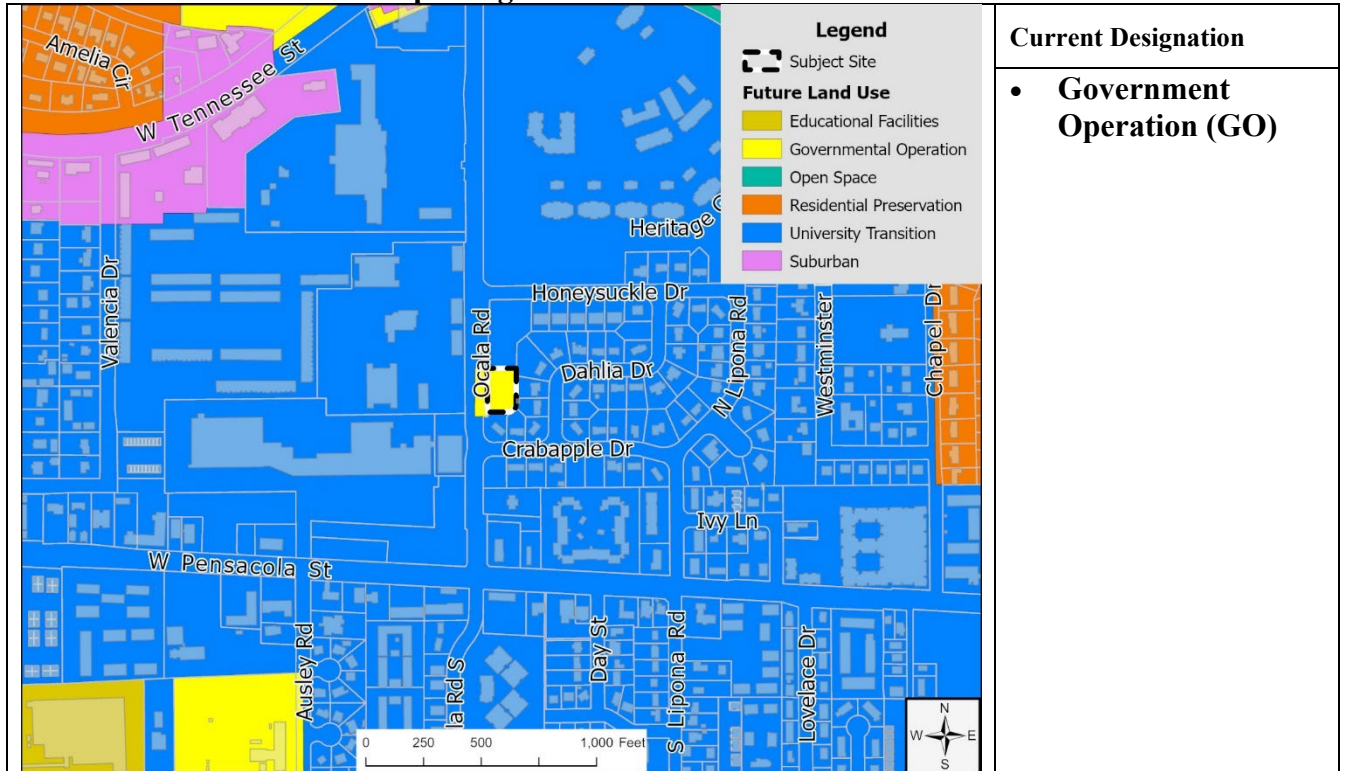 Amelia Cir
W Tennessee St
Legend
Subject Site
Future Land Use
Educational Facilities
Governmental Operation
Open Space
Residential Preservation
University Transition
Suburban
Current Designation
• Government
Operation (GO)
Heritage
Valencia Dr
Ocala Rd
Honeysuckle Dr
Dahlia Dr
N Lipona Rd
Westminster
Chapel Dr
Crabapple Dr
Ivy Ln
W Pensacola St
Ausley Rd
la Rd S
Day St
S Lipona Rd
Lovelace Dr
0 250 500 1,000 Feet
N
W E
S